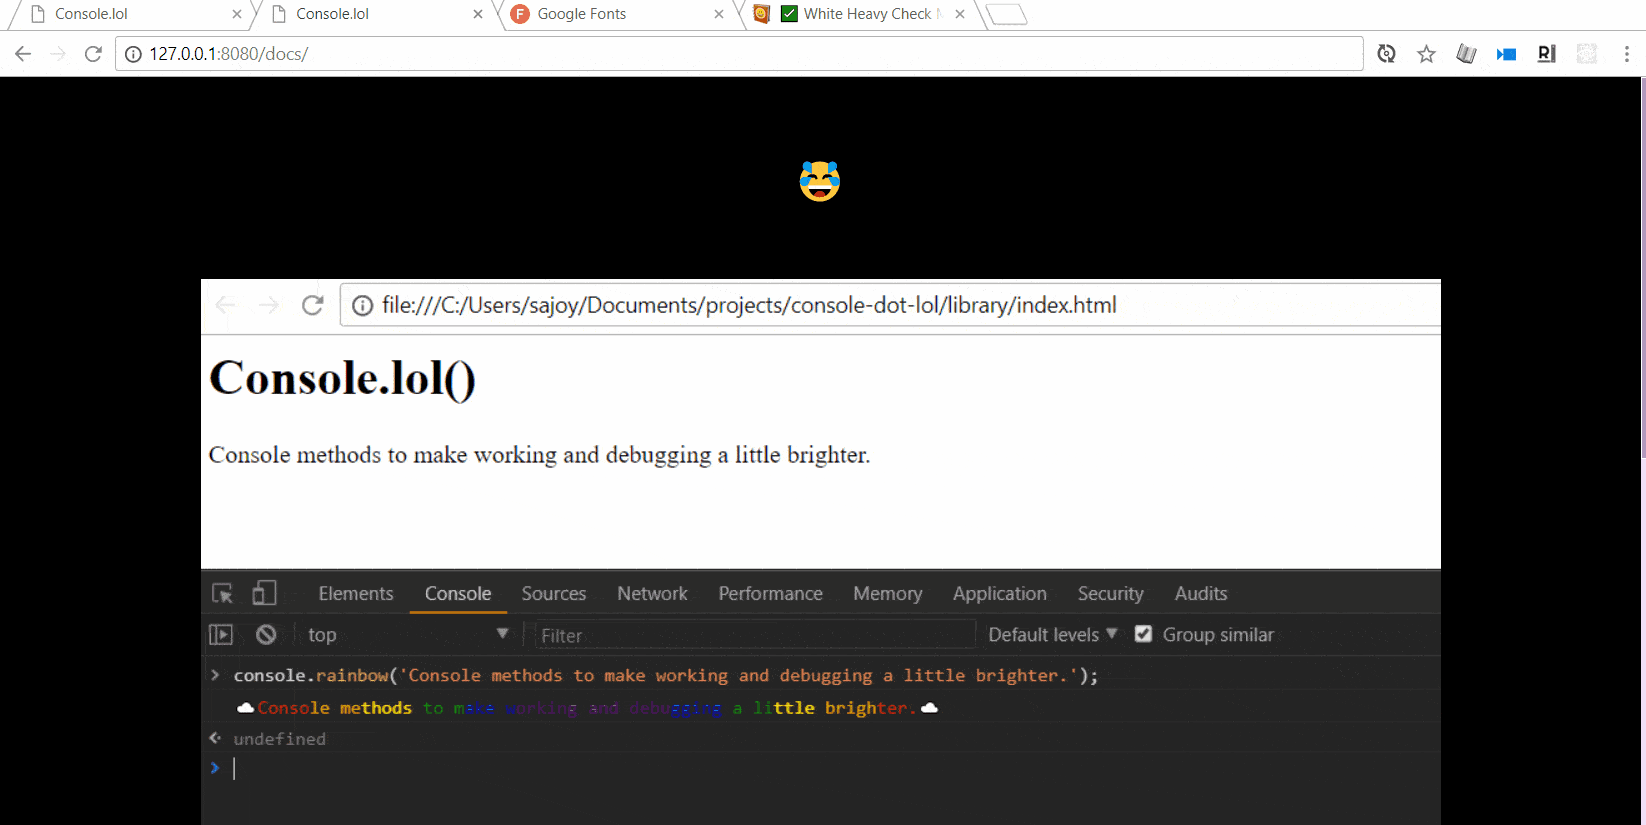 Console.lol Console.lol Google Fonts White Heavy Check
127.0.0.1:8080/docs/
file:///C:/Users/sajoy/Documents/projects/console-dot-lol/library/index.html
Console.lol()
Console methods to make working and debugging a little brighter.
Elements Console Sources Network Performance Memory Application Security Audits
top Filter Default levels Group similar
console.rainbow('Console methods to make working and debugging a little brighter.');
Console methods to make working and debugging a little brighter.
undefined